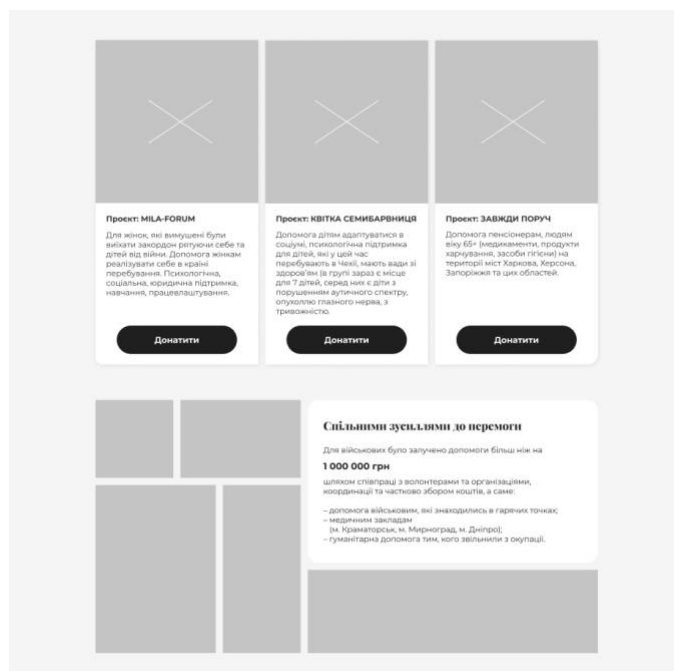 Проєкт: MILA-FORUM
Для жінок, які вимушені були
виїхати закордон рятуючи себе та
дітей від війни. Допомога жінкам
реалізувати себе в країні
перебування. Психологічна,
соціальна, юридична підтримка,
навчання, працевлаштування.
Донатити
Проєкт: КВІТКА СЕМИБАРВНИЦЯ
Допомога дітям адаптуватися в
соціумі, психологічна підтримка
для дітей, які у цей час
перебувають в Чехії, мають вади зі
здоров'ям (в групі зараз є місце
для 7 дітей, серед них є діти з
порушенням аутичного спектру,
опухоллю глазного нерва, з
тривожністю.
Донатити
Проєкт: ЗАВЖДИ ПОРУЧ
Допомога пенсіонерам, людям
віку 65+ (медикаменти, продукти
харчування, засоби гігієни) на
території міст Харкова, Херсона,
Запоріжжя та цих областей.
Донатити
Спільними зусиллями до перемоги
Для військових було залучено допомоги більш ніж на
1 000 000 грн
шляхом співпраці з волонтерами та організаціями,
координації та частково збором коштів, а саме:
– допомога військовим, які знаходились в гарячих точках;
– медичним закладам
(м. Краматорськ, м. Мирноград, м. Дніпро);
– гуманітарна допомога тим, кого звільнили з окупації.